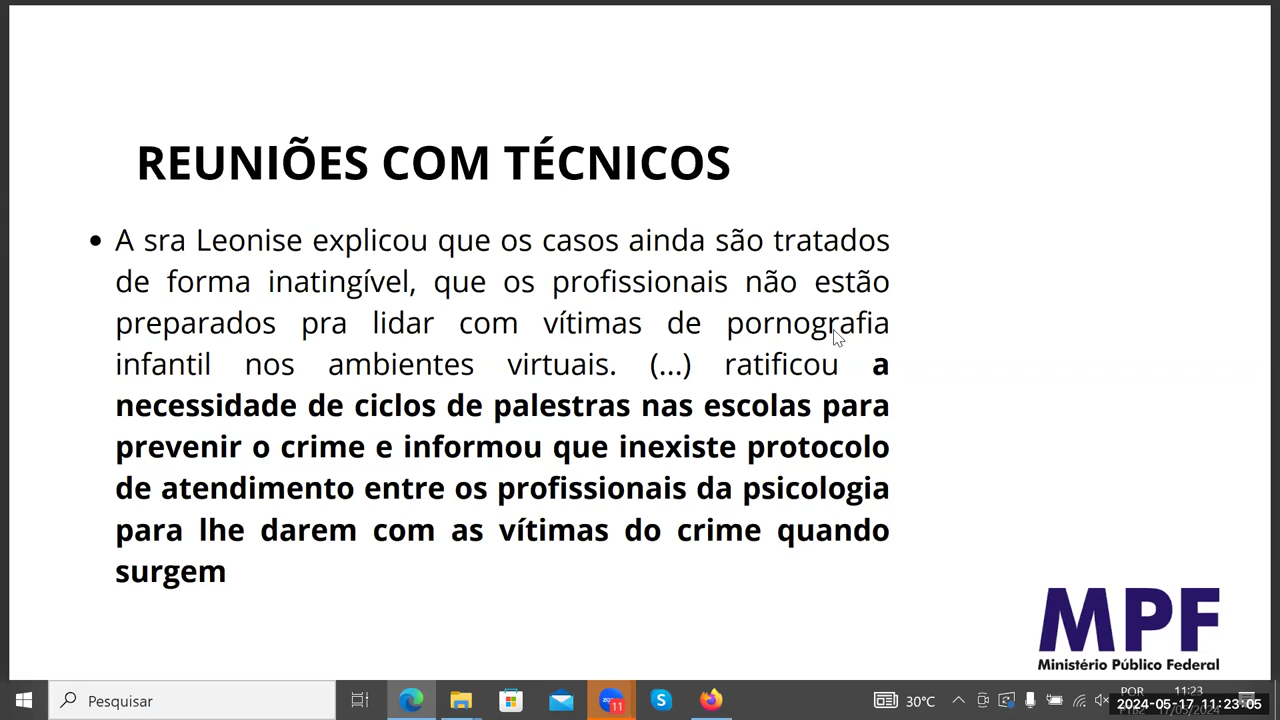 REUNIÕES COM TÉCNICOS
• A sra Leonise explicou que os casos ainda são tratados
de forma inatingível, que os profissionais não estão
preparados pra lidar com vítimas de pornografia
infantil nos ambientes virtuais. (...) ratificou a
necessidade de ciclos de palestras nas escolas para
prevenir o crime e informou que inexiste protocolo
de atendimento entre os profissionais da psicologia
para lhe darem com as vítimas do crime quando
surgem
MPF
Ministério Público Federal
Pesquisar
11
30°C
POR
11:23
2024-05-17 11:23:05